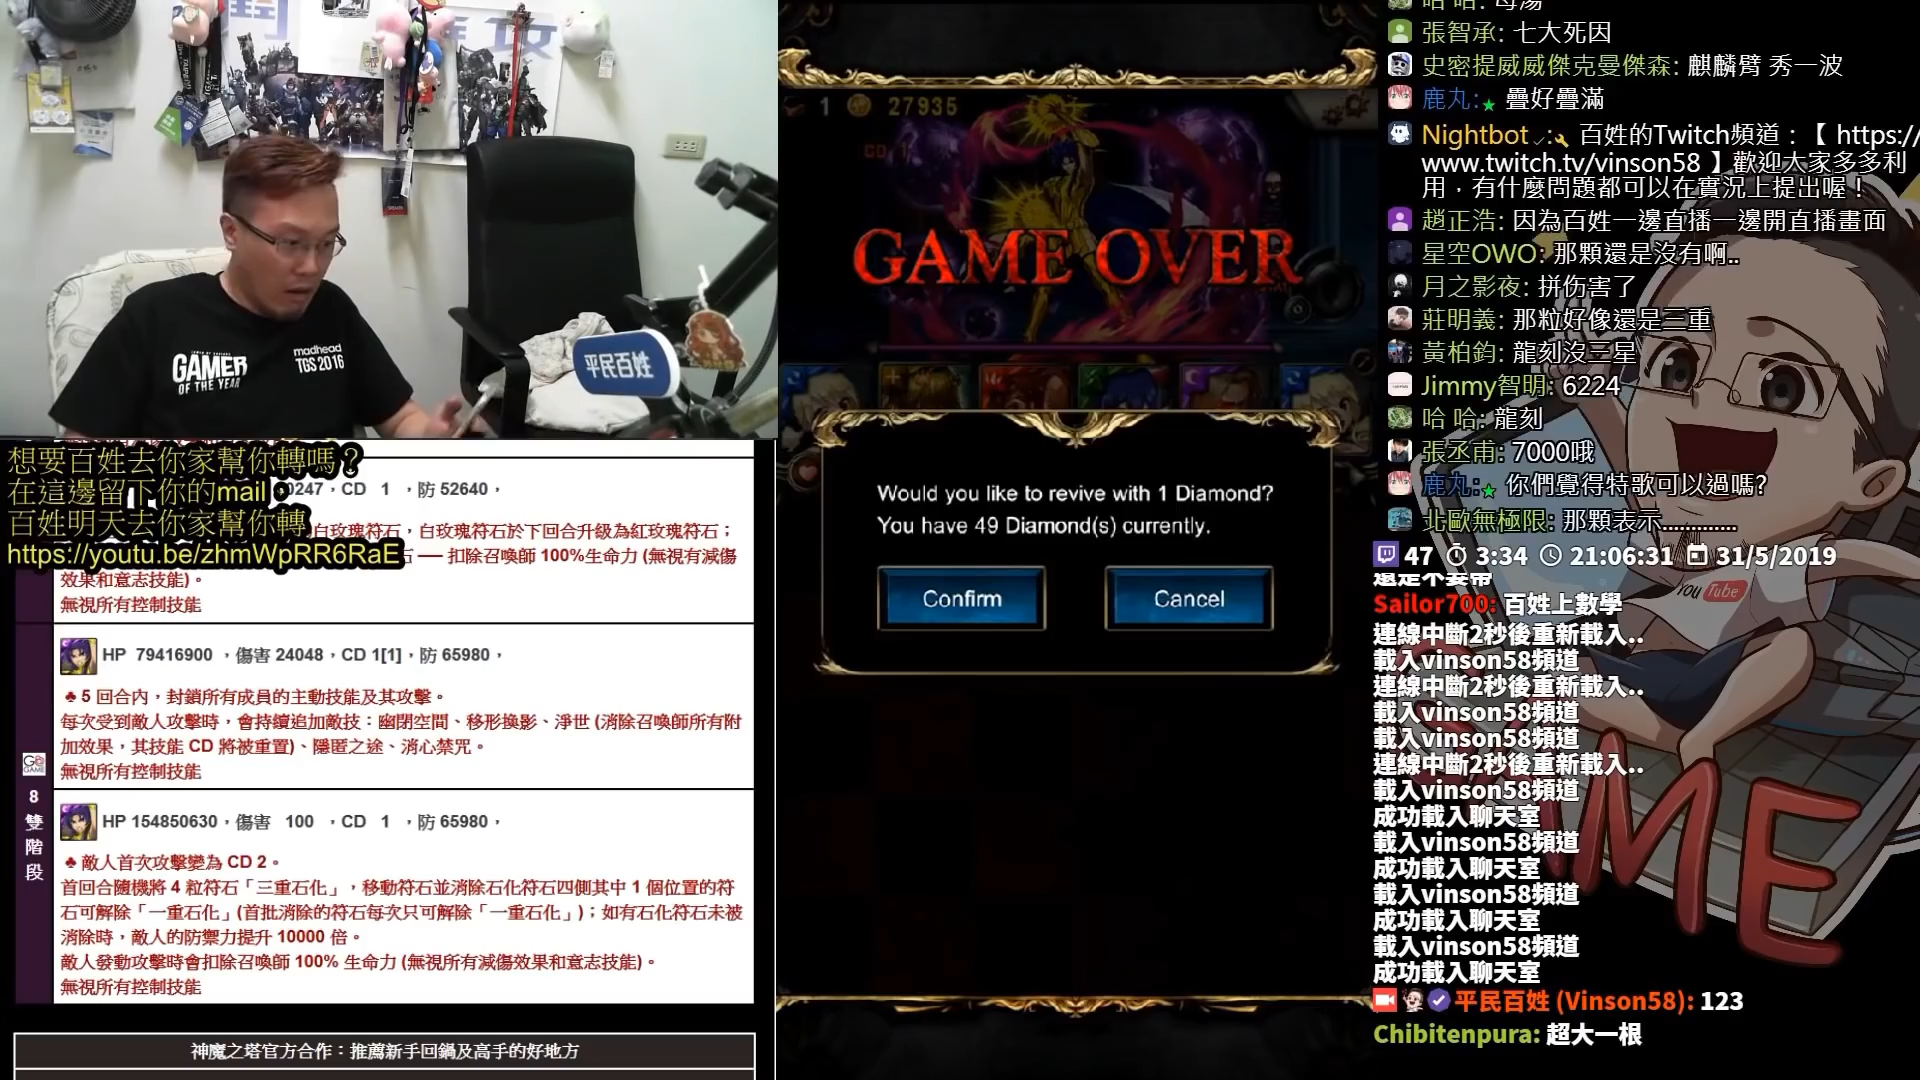 GAMER
OF THE YEAR
madhead
TGS 2016
平民百姓
想要百姓去你家幫你轉嗎？
在這邊留下你的mail。
百姓明天去你家幫你轉
https://youtu.be/zhmWpRR6RaE
0247，CD 1 ，防 52640，
白玫瑰符石，白玫瑰符石於下回合升級為紅玫瑰符石；
石 — 扣除召喚師 100%生命力 (無視有減傷
效果和意志技能)。
無視所有控制技能
GAME
8
雙
階
段
HP 79416900 ，傷害 24048，CD 1[1]，防 65980，
♣ 5 回合內，封鎖所有成員的主動技能及其攻擊。
每次受到敵人攻擊時，會持續追加敵技：幽閉空間、移形換影、淨世 (消除召喚師所有附
加效果，其技能 CD 將被重置)、隱匿之途、消心禁咒。
無視所有控制技能
HP 154850630，傷害 100 ，CD 1 ，防 65980，
♣ 敵人首次攻擊變為 CD 2。
首回合隨機將 4 粒符石「三重石化」，移動符石並消除石化符石四側其中 1 個位置的符
石可解除「一重石化」(首批消除的符石每次只可解除「一重石化」)；如有石化符石未被
消除時，敵人的防禦力提升 10000 倍。
敵人發動攻擊時會扣除召喚師 100% 生命力 (無視所有減傷效果和意志技能)。
無視所有控制技能
神魔之塔官方合作：推薦新手回鍋及高手的好地方
1 27935
CD 1
GAME OVER
Would you like to revive with 1 Diamond?
You have 49 Diamond(s) currently.
Confirm
Cancel
哈 哈: 母湯
張智承: 七大死因
史密提威威傑克曼傑森: 麒麟臂 秀一波
鹿丸: 疊好疊滿
Nightbot : 百姓的Twitch頻道：【 https://
www.twitch.tv/vinson58 】歡迎大家多多利
用，有什麼問題都可以在實況上提出喔！
趙正浩: 因為百姓一邊直播一邊開直播畫面
星空OWO: 那顆還是沒有啊..
月之影夜: 拼伤害了
莊明義: 那粒好像還是三重
黃柏鈞: 龍刻沒三星
Jimmy智明: 6224
哈 哈: 龍刻
張丞甫: 7000哦
鹿丸: 你們覺得特歌可以過嗎?
北歐無極限: 那顆表示.............
47 3:34 21:06:31 31/5/2019
還是不要帶
Sailor700: 百姓上數學
連線中斷2秒後重新載入..
載入vinson58頻道
連線中斷2秒後重新載入..
載入vinson58頻道
載入vinson58頻道
連線中斷2秒後重新載入..
載入vinson58頻道
成功載入聊天室
載入vinson58頻道
成功載入聊天室
載入vinson58頻道
成功載入聊天室
載入vinson58頻道
成功載入聊天室
平民百姓 (Vinson58): 123
Chibitenpura: 超大一根
You Tube